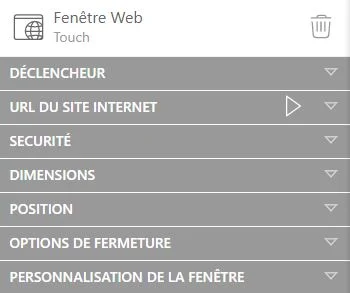 Fenêtre Web
Touch
DÉCLENCHEUR
URL DU SITE INTERNET
SECURITÉ
DIMENSIONS
POSITION
OPTIONS DE FERMETURE
PERSONNALISATION DE LA FENÊTRE